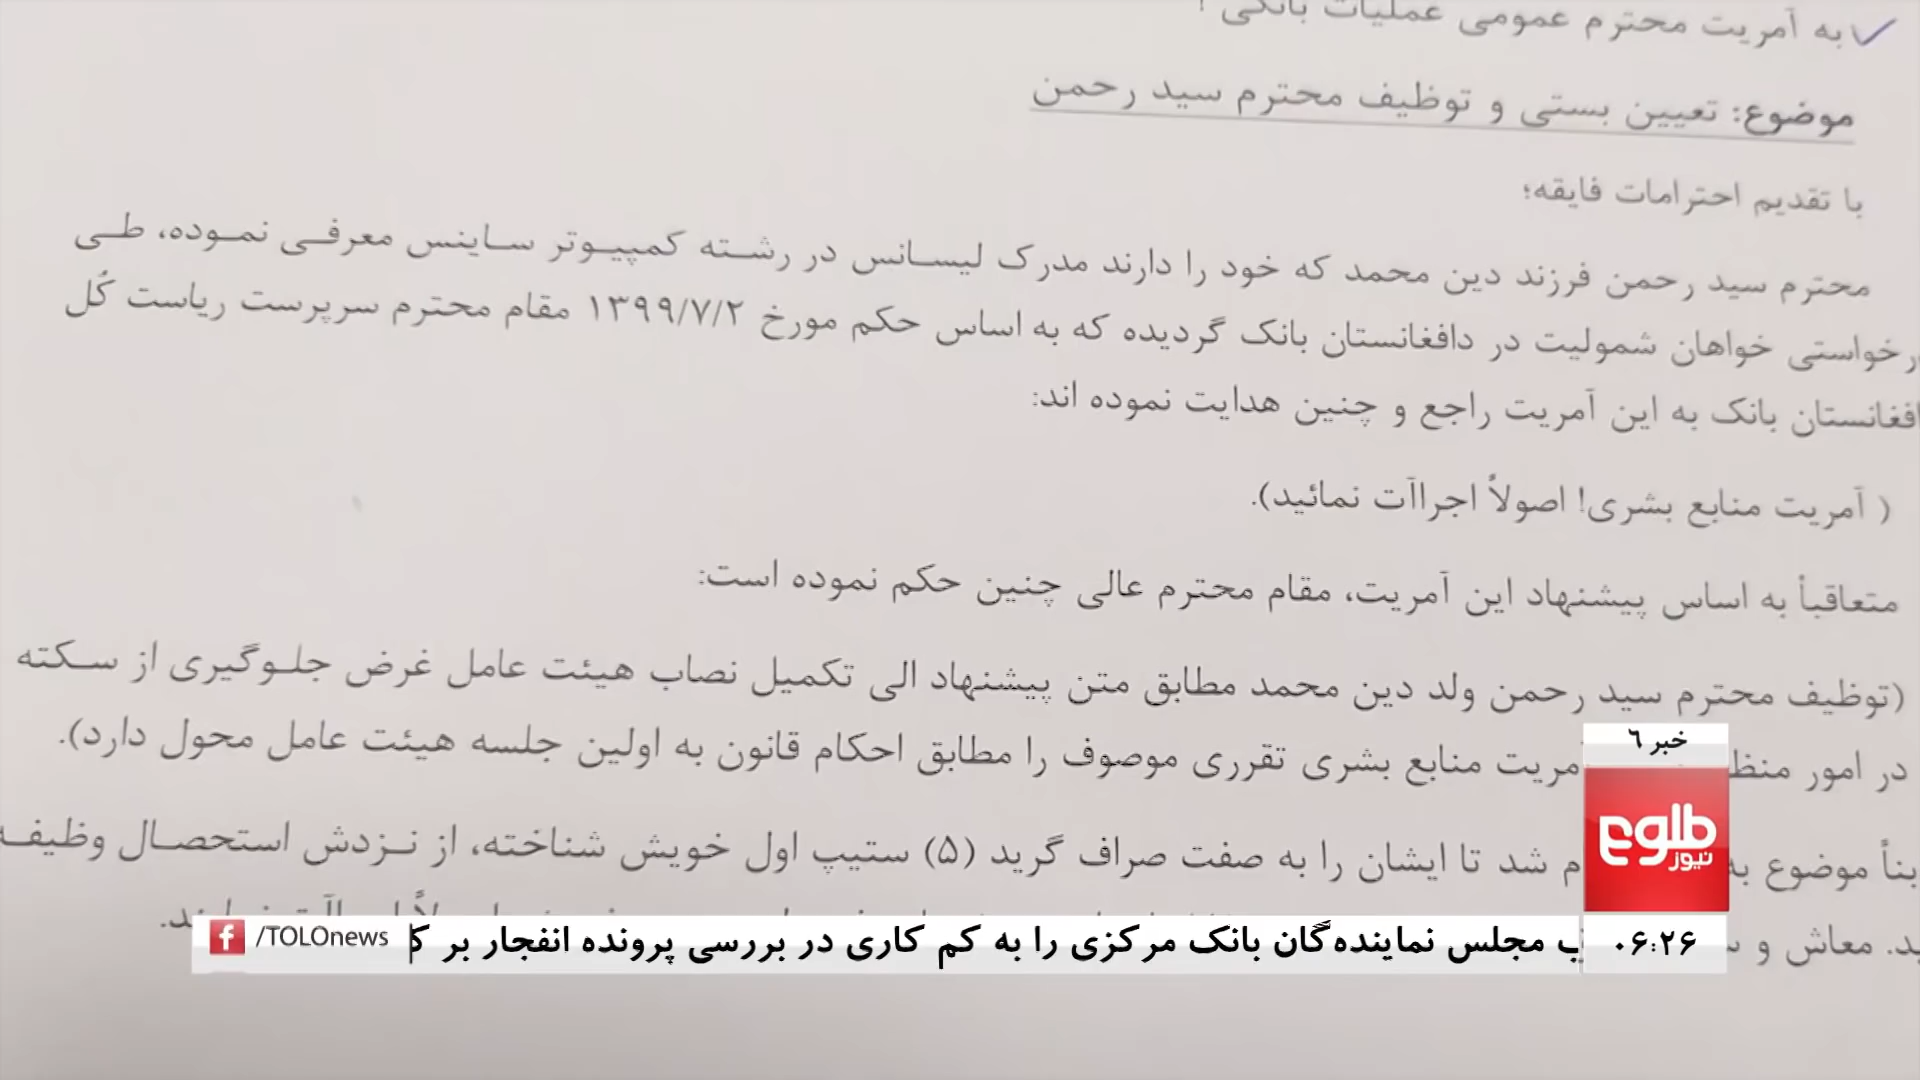 به آمریت محترم عمومی عملیات بانکی !
موضوع: تعیین بستی و توظیف محترم سید رحمن
با تقدیم احترامات فایقه؛
محترم سید رحمن فرزند دین محمد که خود را دارند مدرک لیسانس در رشته کمپیوتر ساینس معرفی نموده، طی
رخواستی خواهان شمولیت در دافغانستان بانک گردیده که به اساس حکم مورخ ۱۳۹۹/۷/۲ مقام محترم سرپرست ریاست کُل
افغانستان بانک به این آمریت راجع و چنین هدایت نموده اند:
( آمریت منابع بشری! اصولاً اجراآت نمائید).
متعاقباً به اساس پیشنهاد این آمریت، مقام محترم عالی چنین حکم نموده است:
(توظیف محترم سید رحمن ولد دین محمد مطابق متن پیشنهاد الی تکمیل نصاب هیئت عامل غرض جلوگیری از سکته
در امور منظ مریت منابع بشری تقرری موصوف را مطابق احکام قانون به اولین جلسه هیئت عامل محول دارد).
بناً موضوع به م شد تا ایشان را به صفت صراف گرید (۵) ستیپ اول خویش شناخته، از نزدش استحصال وظیفه
ید. معاش و
خبر ٦
طلوع
نیوز
۰۶:۲۶
ب مجلس نماینده‌گان بانک مرکزی را به کم کاری در بررسی پرونده انفجار بر ک
/TOLOnews